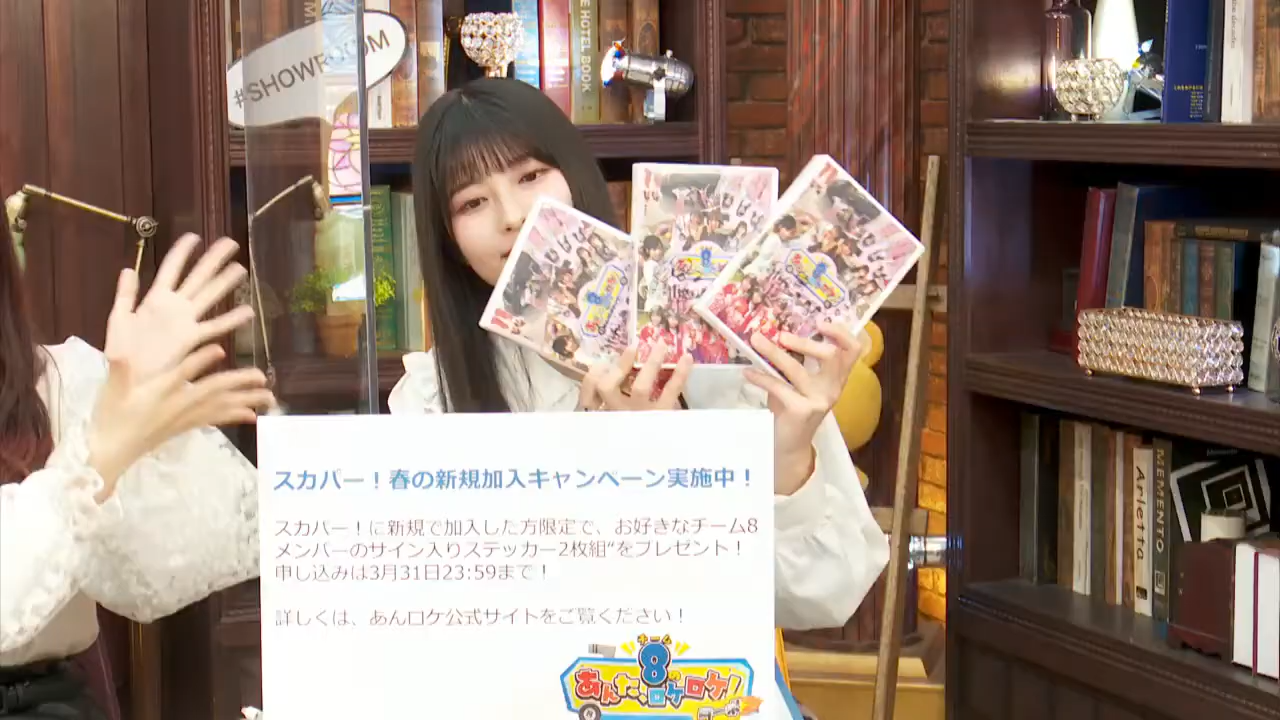 #SHOWROOM
THE HOTEL BOOK
スカパー！春の新規加入キャンペーン実施中！
スカパー！に新規で加入した方限定で、お好きなチーム8
メンバーのサイン入りステッカー2枚組"をプレゼント！
申し込みは3月31日23:59まで！
詳しくは、あんロケ公式サイトをご覧ください！
チーム
8の
あんた、ロケロケ！
Arletta
MEMENTO